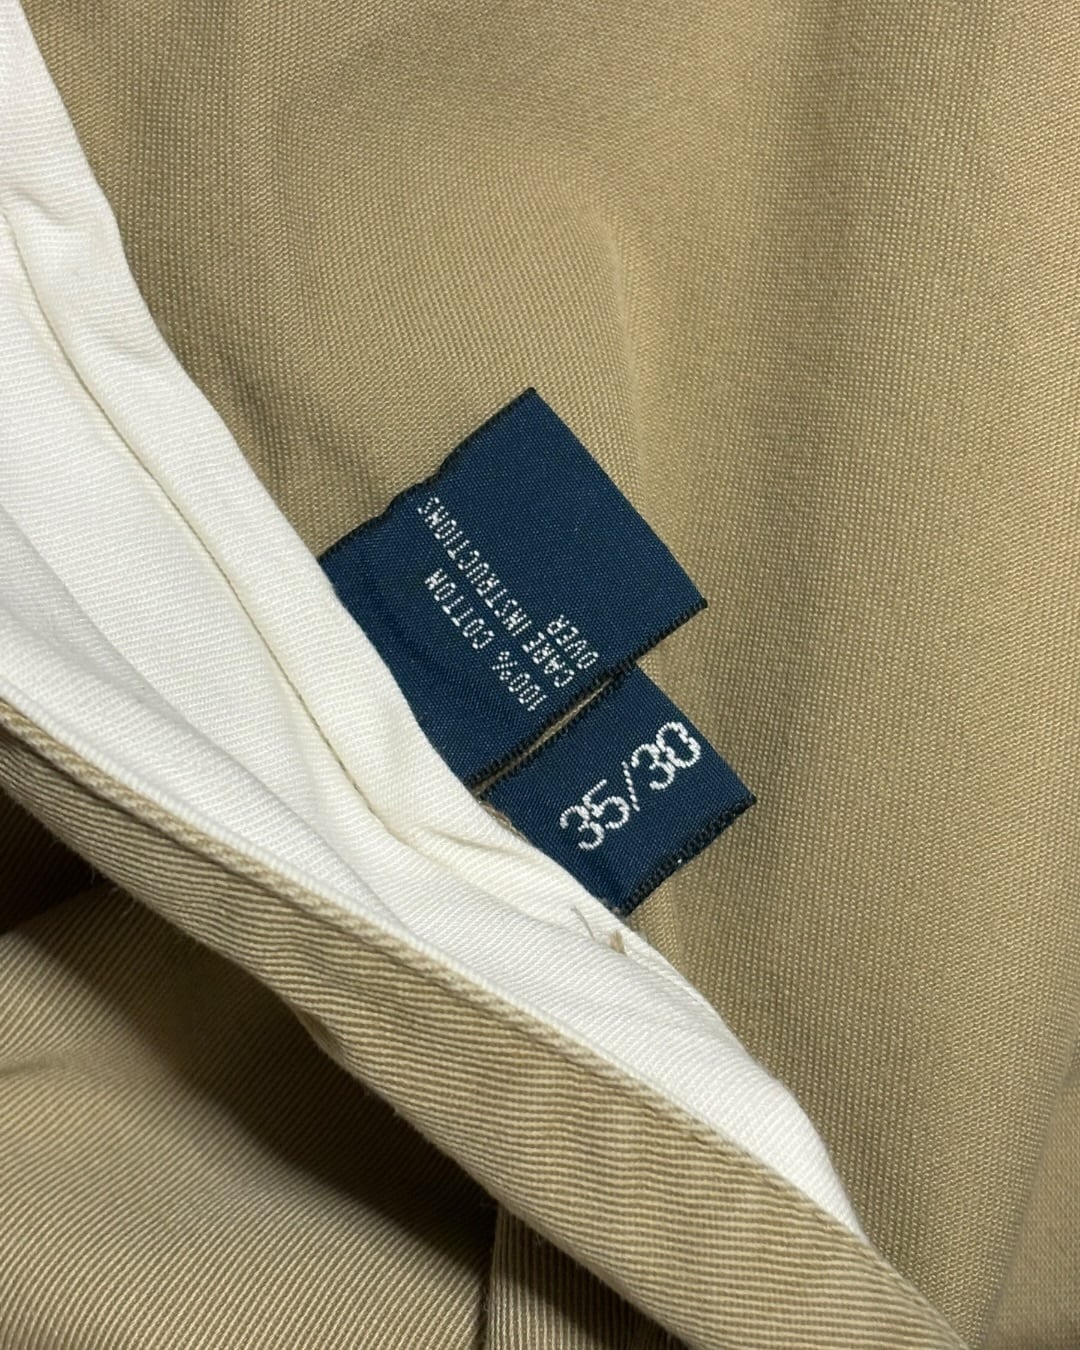 100% COTTON
CARE INSTRUCTIONS
OVER
35/30